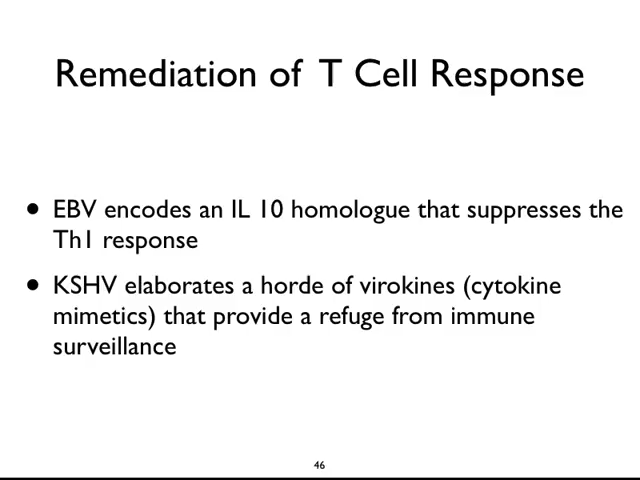 Remediation of T Cell Response
• EBV encodes an IL 10 homologue that suppresses the
Th1 response
• KSHV elaborates a horde of virokines (cytokine
mimetics) that provide a refuge from immune
surveillance
46